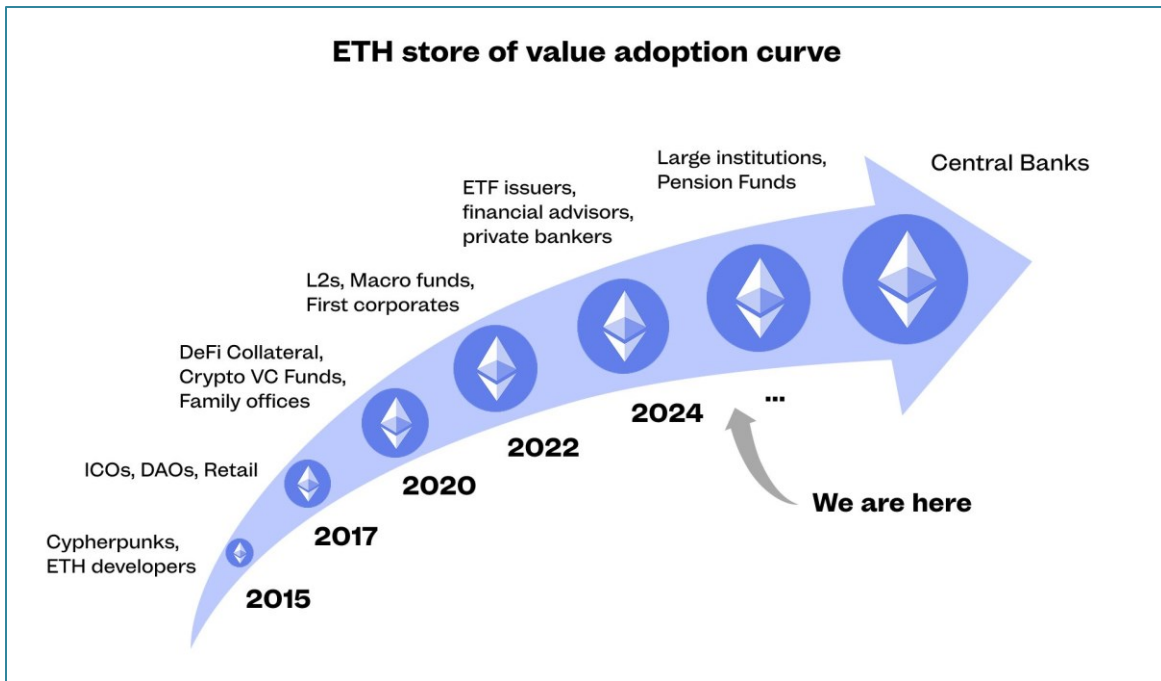 ETH store of value adoption curve
Large institutions,
Pension Funds
Central Banks
ETF issuers,
financial advisors,
private bankers
L2s, Macro funds,
First corporates
DeFi Collateral,
Crypto VC Funds,
Family offices
ICOs, DAOs, Retail
Cypherpunks,
ETH developers
2015
2017
2020
2022
2024
...
We are here